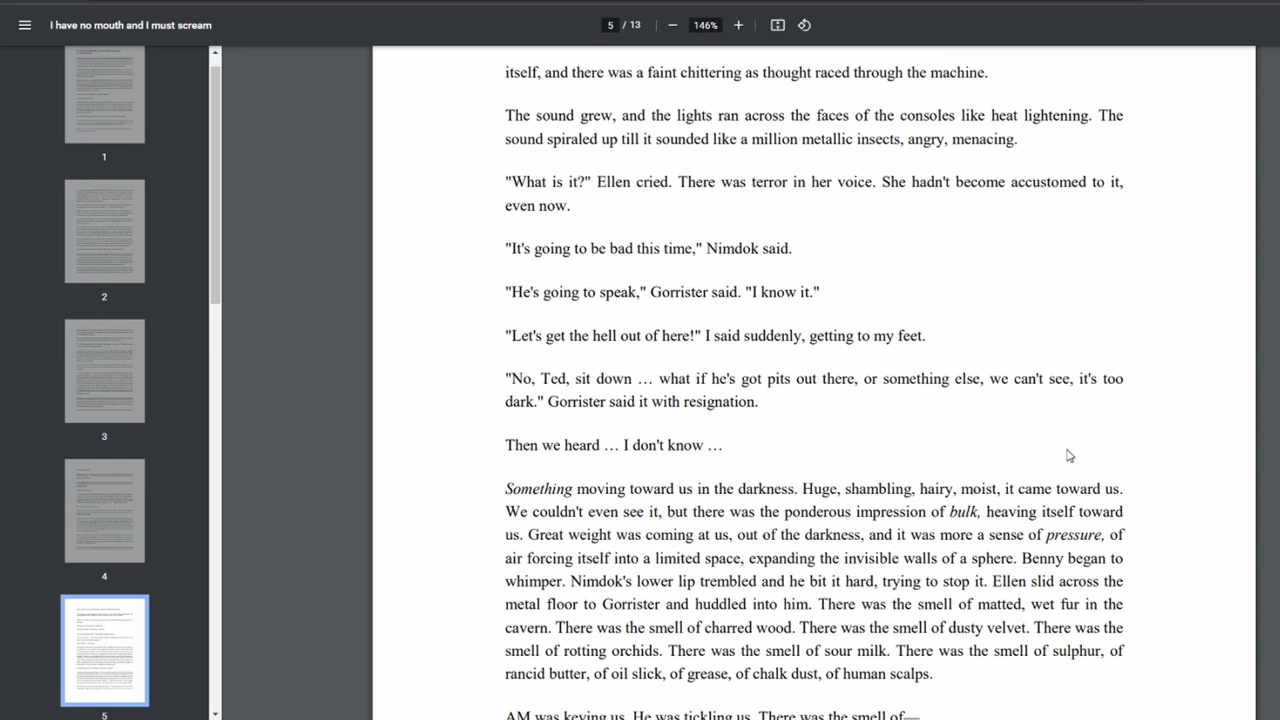 I have no mouth and I must scream
5 / 13
146%
itself, and there was a faint chittering as thought raced through the machine.
The sound grew, and the lights ran across the faces of the consoles like heat lightening. The
sound spiraled up till it sounded like a million metallic insects, angry, menacing.
"What is it?" Ellen cried. There was terror in her voice. She hadn't become accustomed to it,
even now.
"It's going to be bad this time," Nimdok said.
"He's going to speak," Gorrister said. "I know it."
"Let's get the hell out of here!" I said suddenly, getting to my feet.
"No, Ted, sit down … what if he's got pits out there, or something else, we can't see, it's too
dark." Gorrister said it with resignation.
Then we heard … I don't know …
Something moving toward us in the darkness. Huge, shambling, hairy, moist, it came toward us.
We couldn't even see it, but there was the ponderous impression of bulk, heaving itself toward
us. Great weight was coming at us, out of the darkness, and it was more a sense of pressure, of
air forcing itself into a limited space, expanding the invisible walls of a sphere. Benny began to
whimper. Nimdok's lower lip trembled and he bit it hard, trying to stop it. Ellen slid across the
metal floor to Gorrister and huddled into There was the smell of matted, wet fur in the
There was the smell of charred wood. There was the smell of dusty velvet. There was the
smell of rotting orchids. There was the smell of sour milk. There was the smell of sulphur, of
rancid butter, of oil slick, of grease, of chalk dust, of human scalps.
AM was keying us. He was tickling us. There was the smell of—
1
2
3
4
5